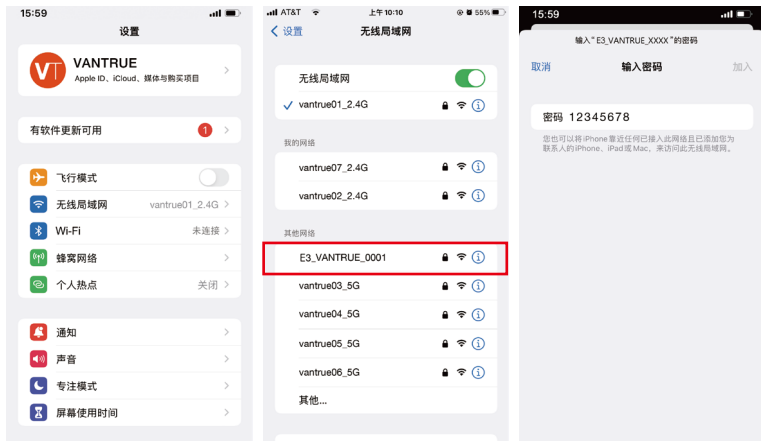 15:59
设置
VT
VANTRUE
Apple ID、iCloud、媒体与购买项目
有软件更新可用
1
飞行模式
无线局域网 vantrue01_2.4G
Wi-Fi 未连接
蜂窝网络
个人热点 关闭
通知
声音
专注模式
屏幕使用时间
AT&T 上午10:10 55%
设置 无线局域网
无线局域网
vantrue01_2.4G
我的网络
vantrue07_2.4G
vantrue02_2.4G
其他网络
E3_VANTRUE_0001
vantrue03_5G
vantrue04_5G
vantrue05_5G
vantrue06_5G
其他...
15:59
输入“E3_VANTRUE_XXXX”的密码
取消 输入密码 加入
密码 12345678
您也可以将iPhone靠近任何已接入此网络且已添加您为
联系人的iPhone、iPad或Mac，来访问此无线局域网。